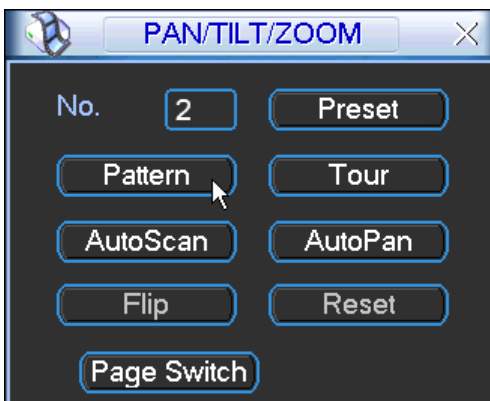 PAN/TILT/ZOOM
No. 2 Preset
Pattern Tour
AutoScan AutoPan
Flip Reset
Page Switch